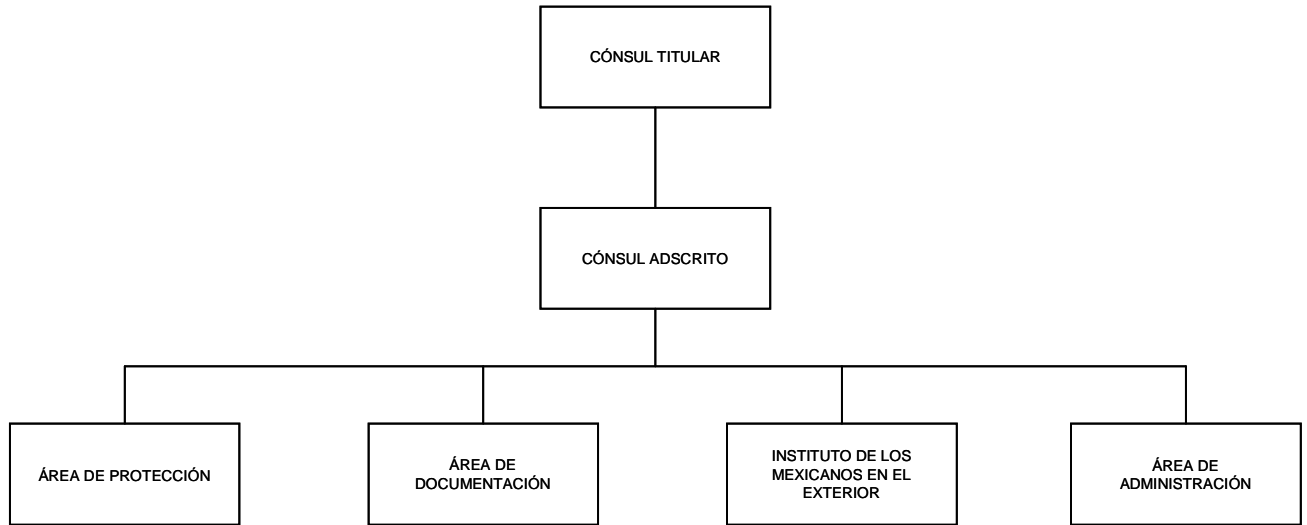 CÓNSUL TITULAR
CÓNSUL ADSCRITO
ÁREA DE PROTECCIÓN
ÁREA DE
DOCUMENTACIÓN
INSTITUTO DE LOS
MEXICANOS EN EL
EXTERIOR
ÁREA DE
ADMINISTRACIÓN